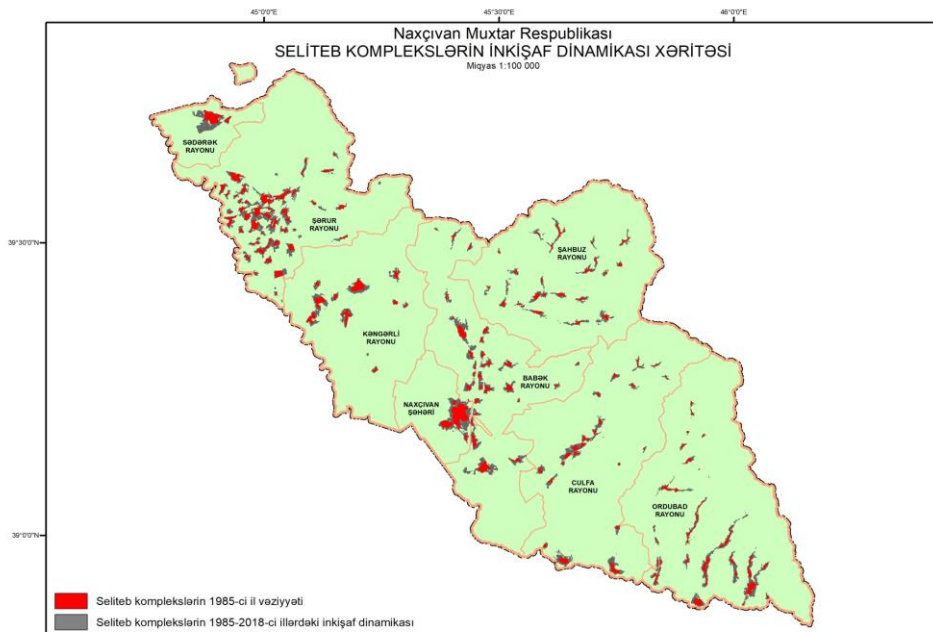 45°0'0"E
45°30'0"E
46°0'0"E
Naxçıvan Muxtar Respublikası
SELİTEB KOMPLEKSLƏRİN İNKİŞAF DİNAMİKASI XƏRİTƏSİ
Miqyas 1:100 000
SƏDƏRƏK
RAYONU
ŞƏRUR
RAYONU
39°30'0"N
ŞAHBUZ
RAYONU
KƏNGƏRLİ
RAYONU
BABƏK
RAYONU
NAXÇIVAN
ŞƏHƏRİ
CULFA
RAYONU
ORDUBAD
RAYONU
39°0'0"N
Seliteb komplekslərin 1985-ci il vəziyyəti
Seliteb komplekslərin 1985-2018-ci illərdəki inkişaf dinamikası